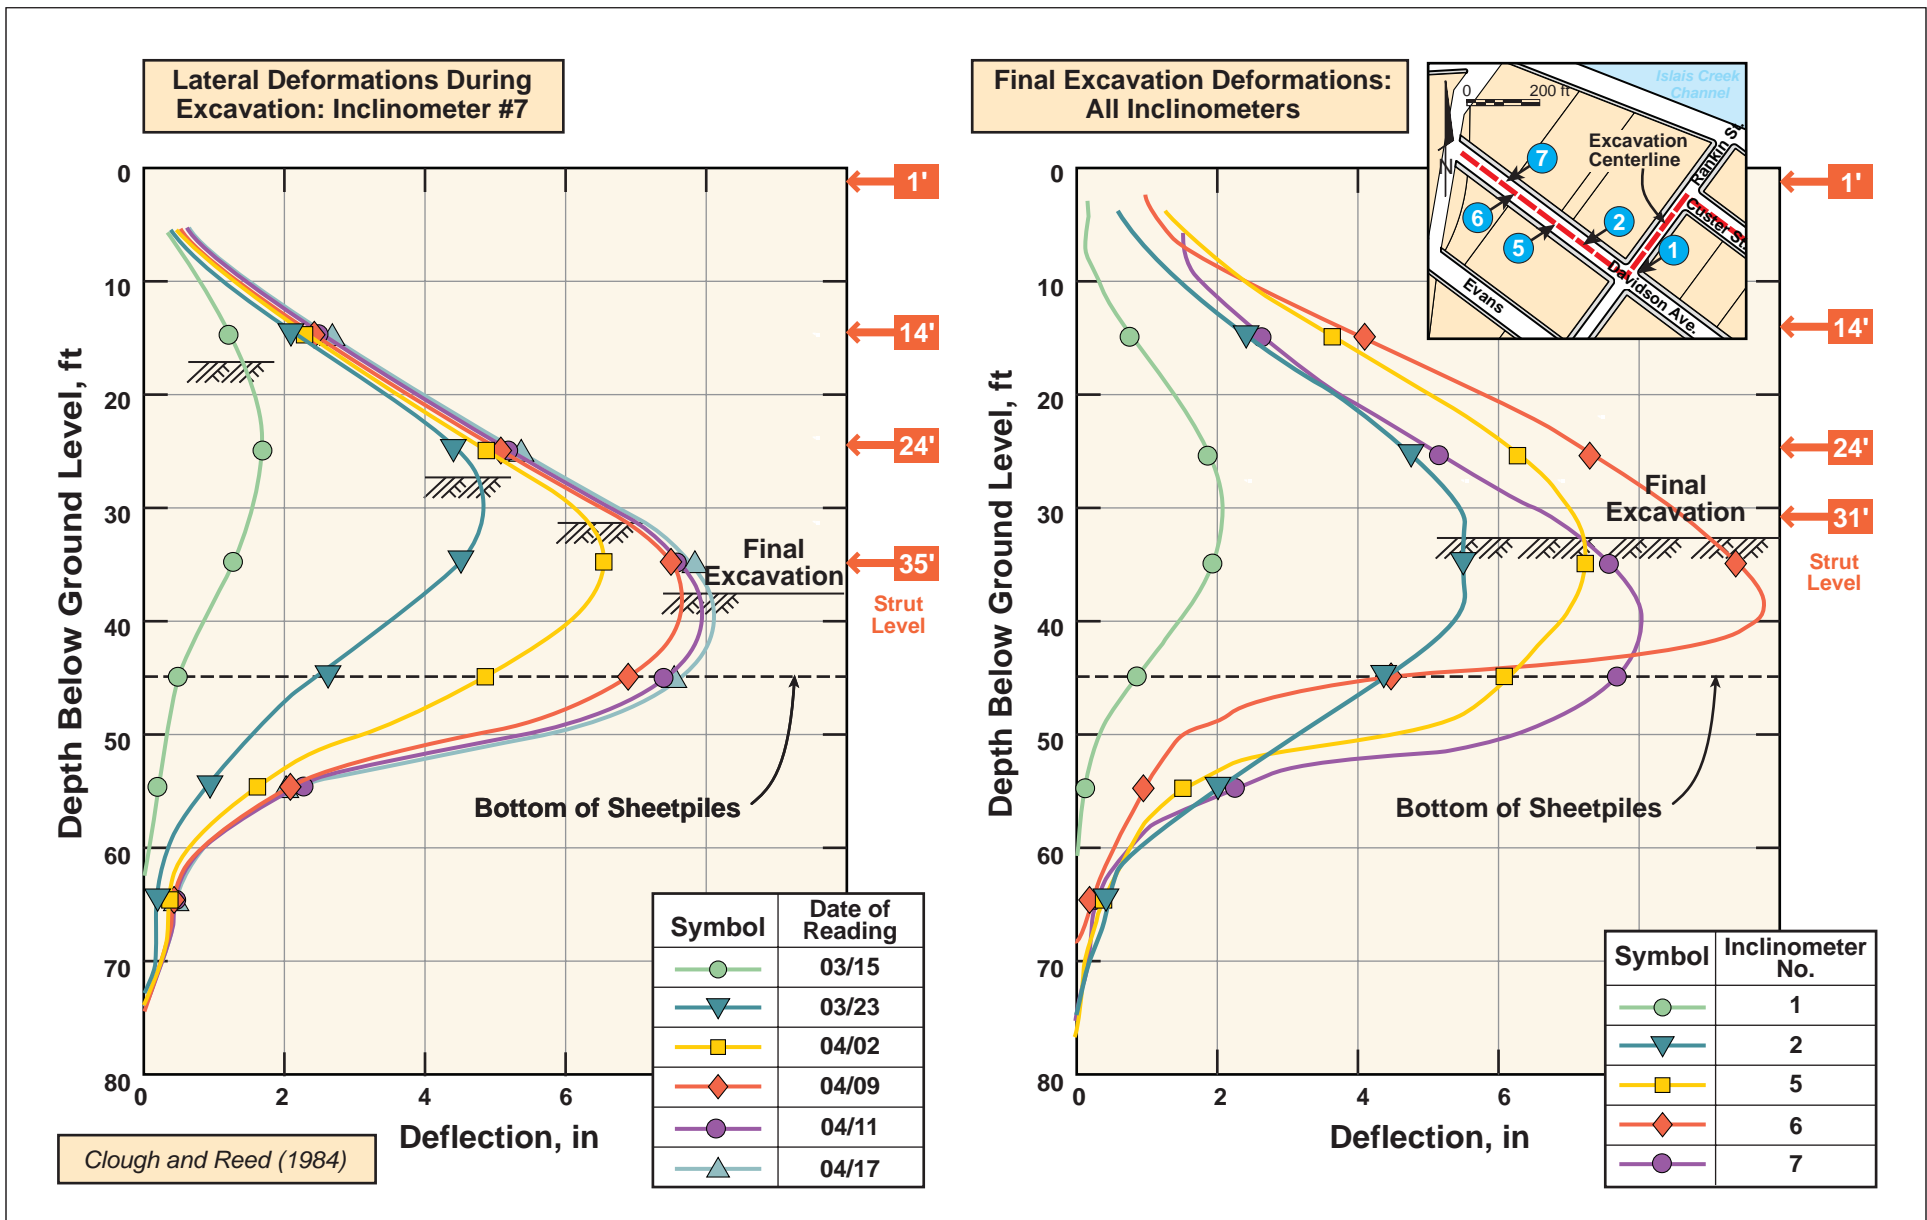 Lateral Deformations During
Excavation: Inclinometer #7
0
10
20
30
40
50
60
70
80
Depth Below Ground Level, ft
0
2
4
6
Deflection, in
1'
14'
24'
35'
Strut
Level
Final
Excavation
Bottom of Sheetpiles
Symbol
Date of
Reading
03/15
03/23
04/02
04/09
04/11
04/17
Clough and Reed (1984)
Final Excavation Deformations:
All Inclinometers
0
10
20
30
40
50
60
70
80
Depth Below Ground Level, ft
0
2
4
6
Deflection, in
1'
14'
24'
31'
Strut
Level
Final
Excavation
Bottom of Sheetpiles
Islais Creek
Channel
0
200 ft
N
Excavation
Centerline
Rankin St.
Custer St.
Davidson Ave.
Evans
7
6
5
2
1
Symbol
Inclinometer
No.
1
2
5
6
7